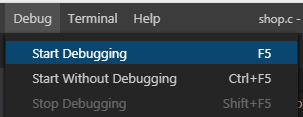 Debug Terminal Help shop.c -
Start Debugging F5
Start Without Debugging Ctrl+F5
Stop Debugging Shift+F5